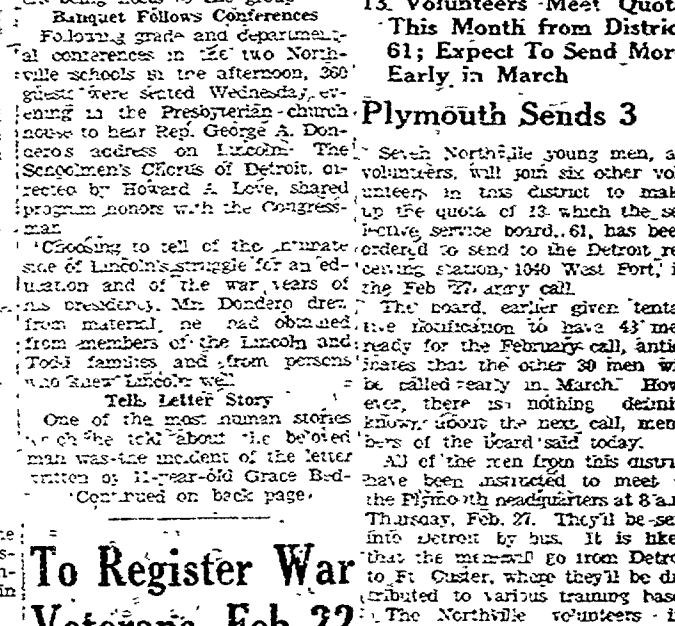 Banquet Follows Conferences
Following grade and department-
al conferences in the two North-
ville schools in the afternoon, 360
guests were seated Wednesday ev-
ening in the Presbyterian church
house to hear Rep. George A. Don-
dero's address on Lincoln. The
Schoolmen's Chorus of Detroit, di-
rected by Howard A. Love, shared
program honors with the Congress-
man
Choosing to tell of the intimate
side of Lincoln's struggle for an ed-
ucation and of the war years of
his presidency, Mr. Dondero drew
from material he had obtained
from members of the Lincoln and
Todd families and from persons
who knew Lincoln well
Tells Letter Story
One of the most human stories
which he told about the beloved
man was the incident of the letter
written by 11-year-old Grace Bed-
Continued on back page
To Register War
Veterans Feb 22
13 Volunteers Meet Quot
This Month from Distric
61; Expect To Send Mor
Early in March
Plymouth Sends 3
Seven Northville young men, a
volunteers, will join six other vol
unteers in this district to mak
up the quota of 13 which the se
lective service board, 61, has bee
ordered to send to the Detroit re
ceiving station, 1040 West Fort, i
the Feb 27 army call
The board, earlier given tenta
tive notification to have 43 me
ready for the February call, antic
ipates that the other 30 men wi
be called early in March. How
ever, there is nothing definit
known about the next call, mem
bers of the board said today.
All of the men from this distri
have been instructed to meet
the Plymouth headquarters at 8 a.m
Thursday, Feb. 27. They'll be se
into Detroit by bus. It is like
that the men will go from Detro
to Ft Custer, where they'll be di
tributed to various training base
The Northville volunteers